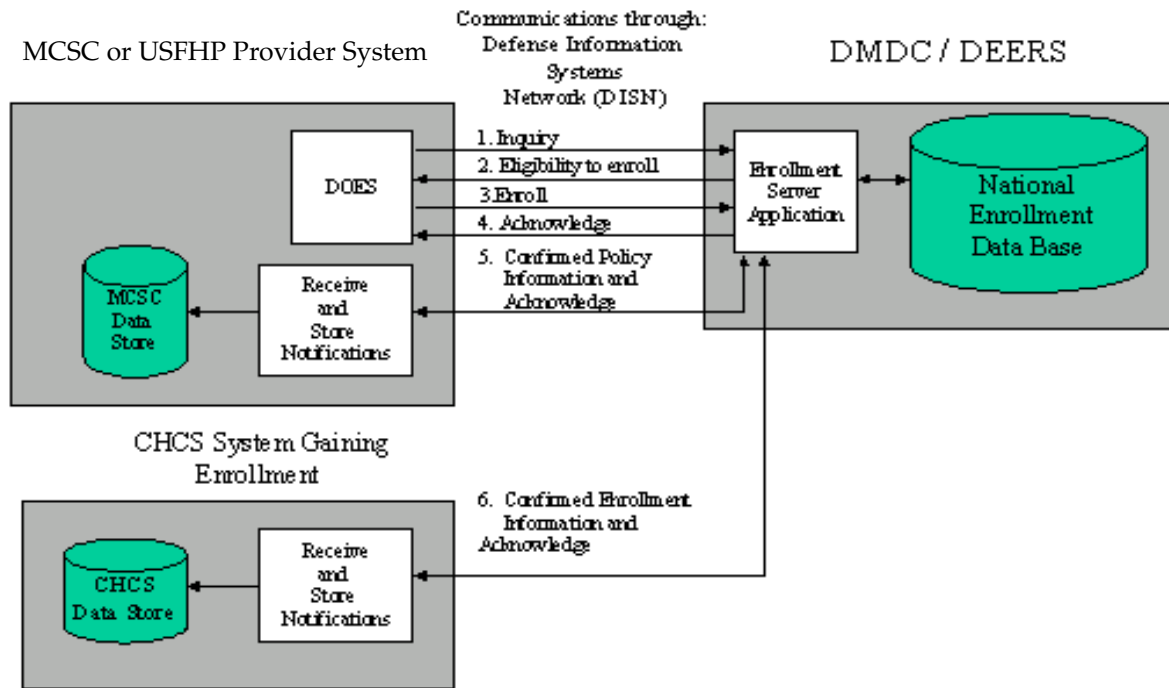 Communications through:
Defense Information
Systems
Network (DISN)
MCSC or USFHP Provider System
DMDC / DEERS
DOES
1. Inquiry
2. Eligibility to enroll
3.Enroll
4. Acknowledge
5. Confirmed Policy
Information and
Acknowledge
Enrollment
Server
Application
National
Enrollment
Data Base
MCSC
Data
Store
Receive
and
Store
Notifications
CHCS System Gaining
Enrollment
6. Confirmed Enrollment
Information and
Acknowledge
CHCS
Data Store
Receive
and
Store
Notifications